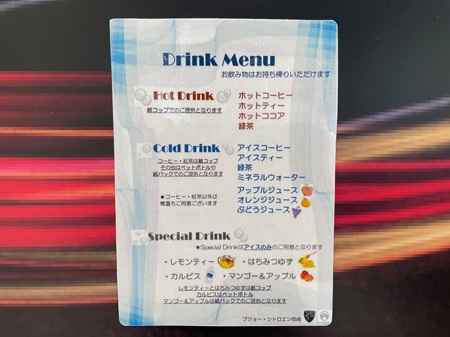 Drink Menu
お飲み物はお持ち帰りいただけます
Hot Drink
紙コップでのご提供となります
ホットコーヒー
ホットティー
ホットココア
緑茶
Cold Drink
コーヒー・紅茶は紙コップ
その他はペットボトルや
紙パックでのご提供となります
★コーヒー・紅茶以外は
常温もご用意ございます
アイスコーヒー
アイスティー
緑茶
ミネラルウォーター
アップルジュース
オレンジジュース
ぶどうジュース
Special Drink
★Special Drinkはアイスのみのご用意となります
・レモンティー
・はちみつゆず
・カルピス
・マンゴー&アップル
レモンティーとはちみつゆずは紙コップ
カルピスはペットボトル
マンゴー&アップルは紙パックでのご提供となります
プジョー・シトロエン